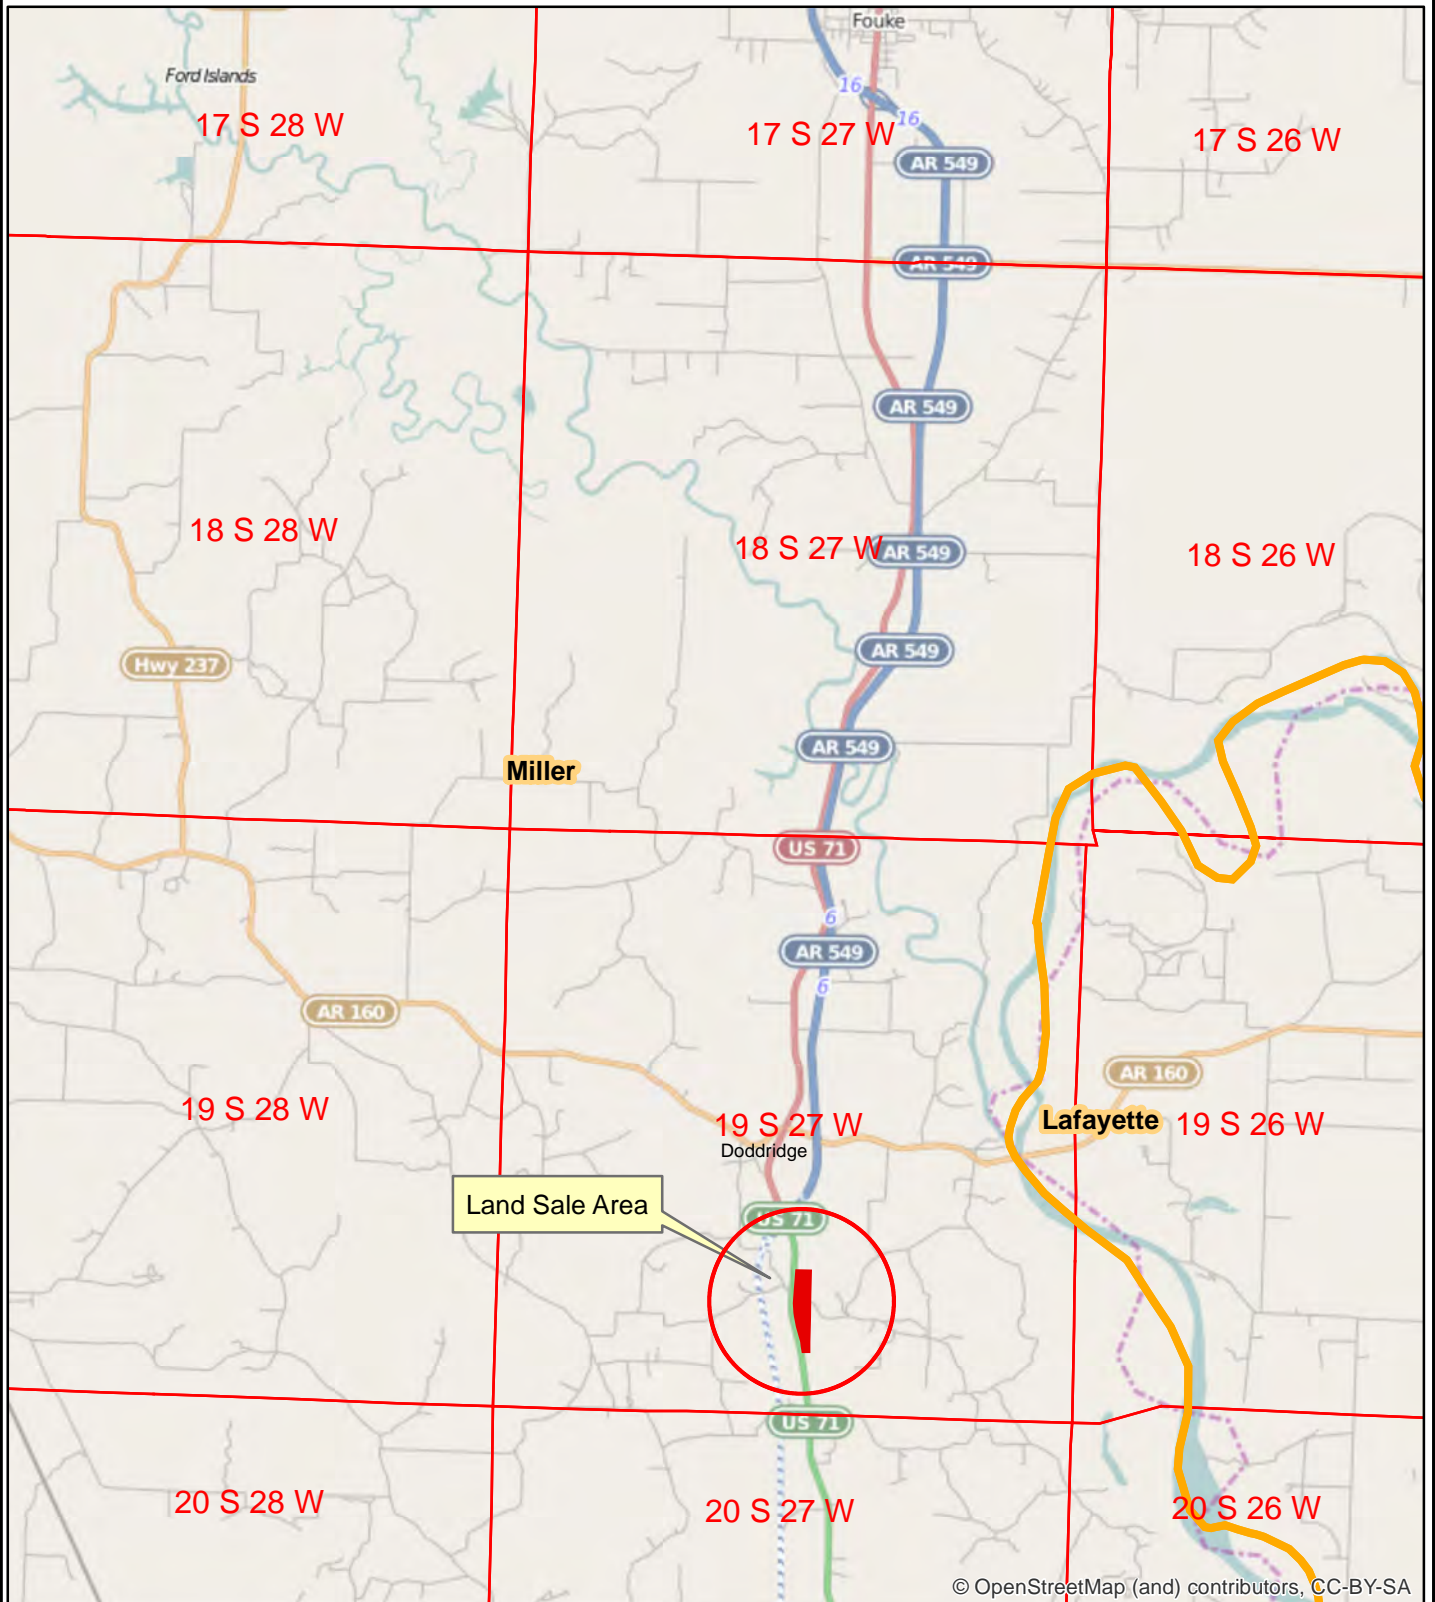 Fouke
Ford Islands
16
17 S 28 W
17 S 27 W
16
17 S 26 W
AR 549
AR 549
AR 549
18 S 28 W
18 S 27 W
AR 549
18 S 26 W
AR 549
Hwy 237
AR 549
Miller
US 71
6
AR 549
6
AR 160
AR 160
19 S 28 W
19 S 27 W
Lafayette
19 S 26 W
Doddridge
Land Sale Area
US 71
US 71
20 S 28 W
20 S 27 W
20 S 26 W
© OpenStreetMap (and) contributors, CC-BY-SA